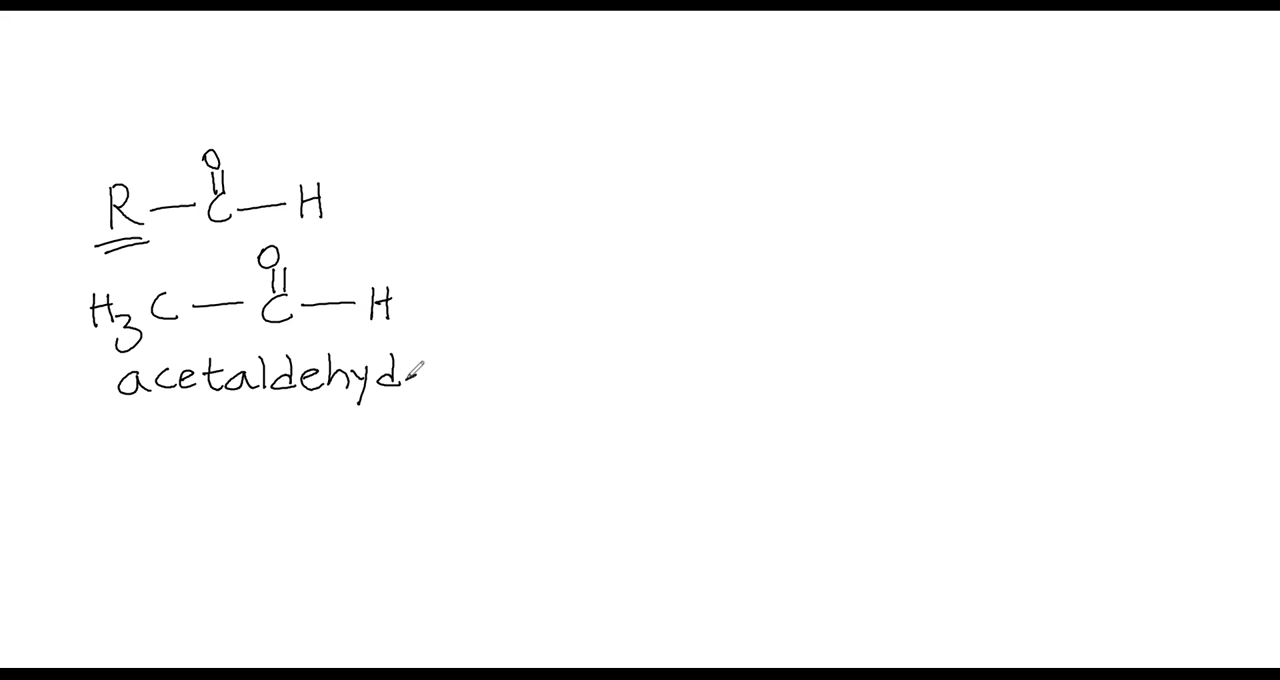 O
R — C — H
O
H3C — C — H
acetaldehyd